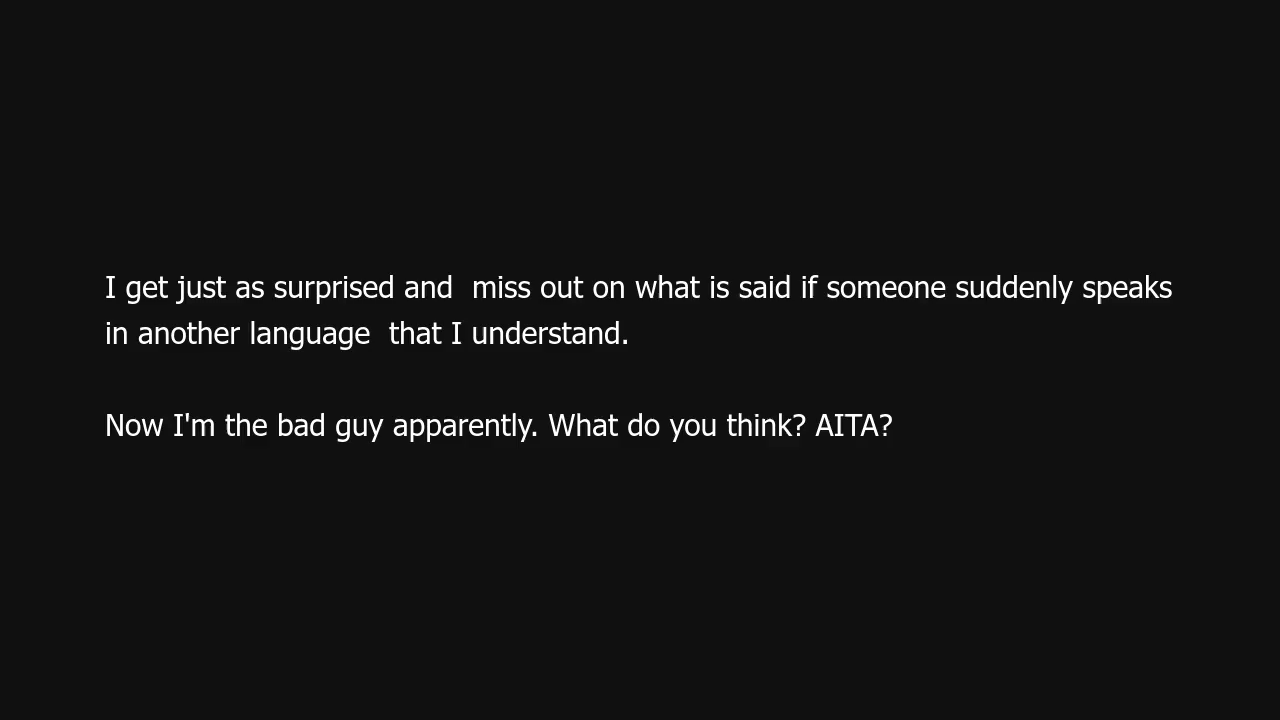 I get just as surprised and  miss out on what is said if someone suddenly speaks
in another language  that I understand.
Now I'm the bad guy apparently. What do you think? AITA?